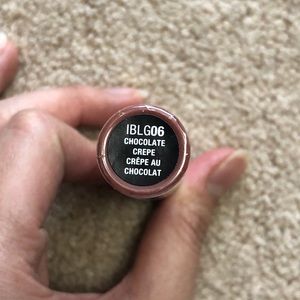 IBLG06
CHOCOLATE
CREPE
CRÊPE AU
CHOCOLAT